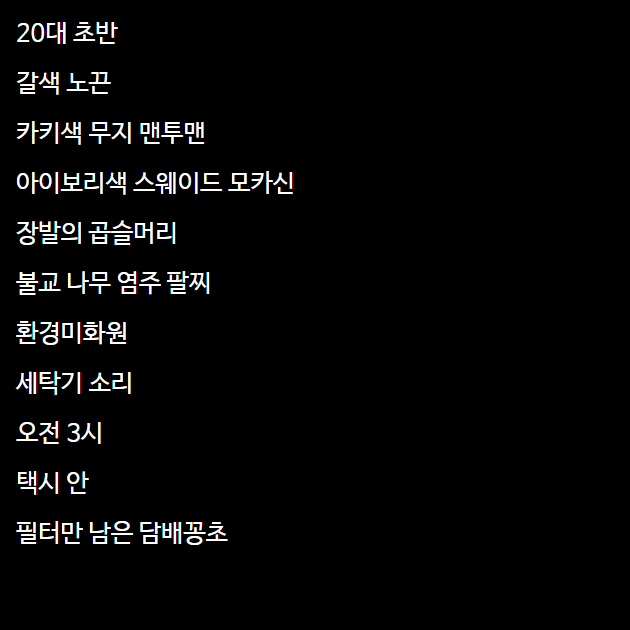 20대 초반
갈색 노끈
카키색 무지 맨투맨
아이보리색 스웨이드 모카신
장발의 곱슬머리
불교 나무 염주 팔찌
환경미화원
세탁기 소리
오전 3시
택시 안
필터만 남은 담배꽁초